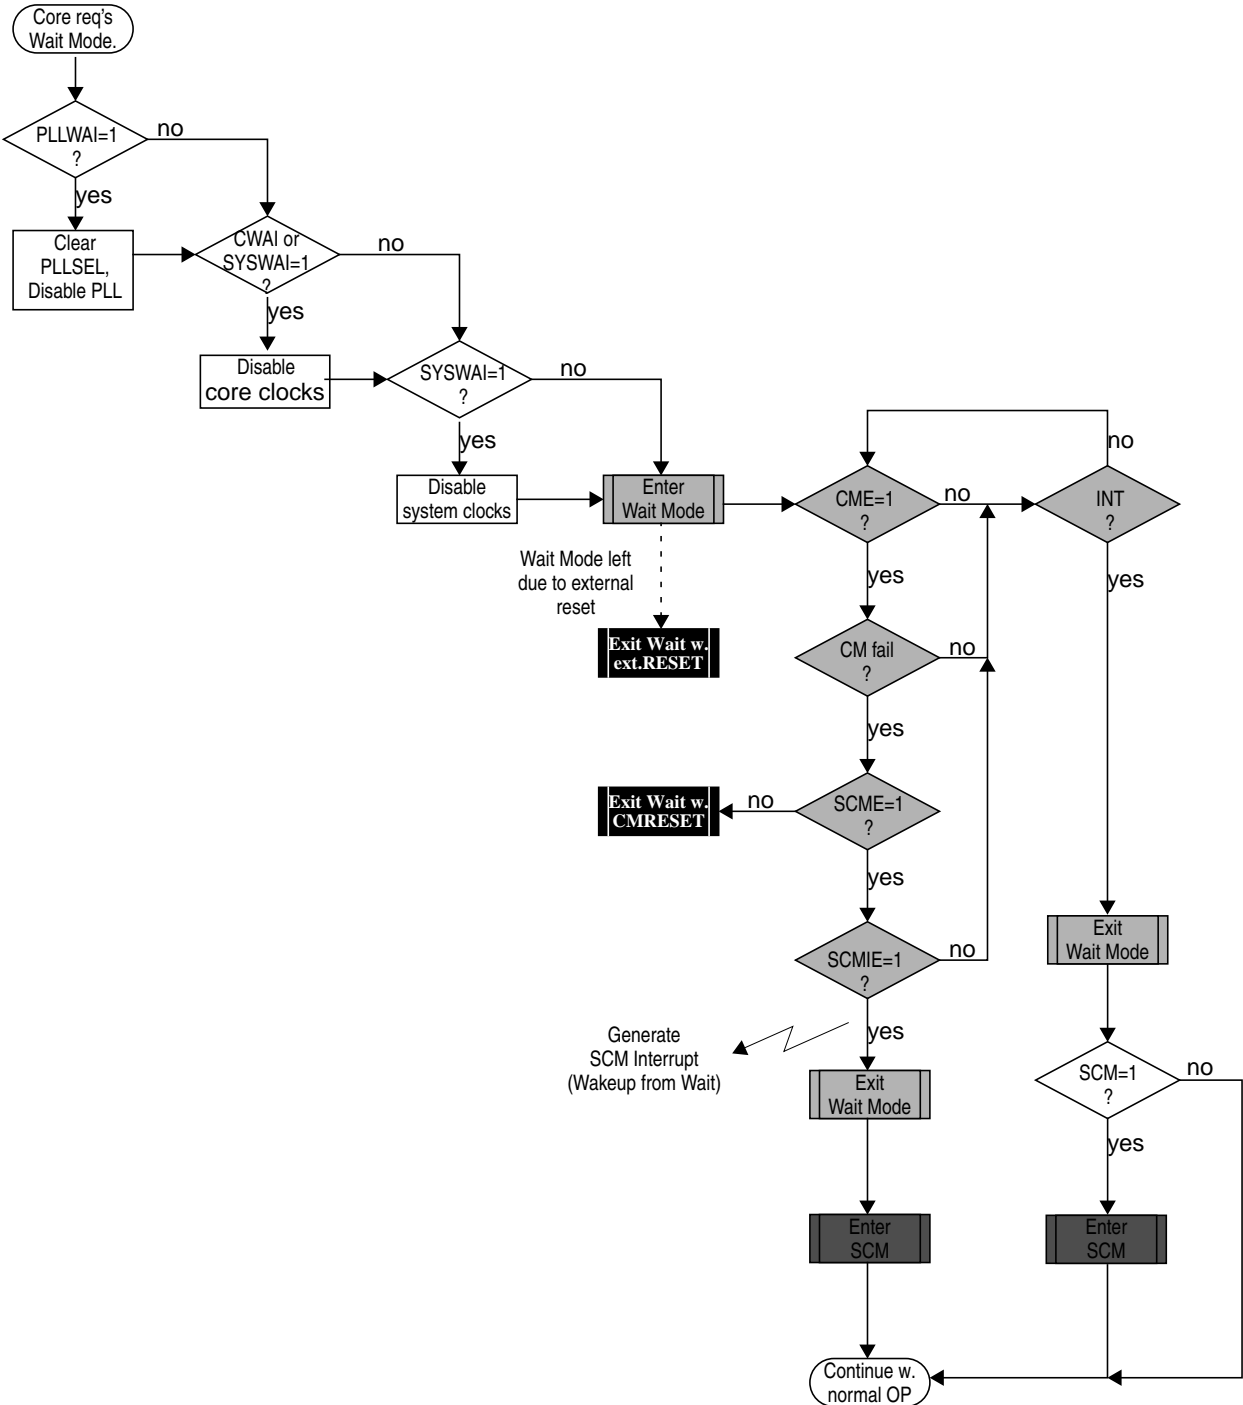 Core req's
Wait Mode.
PLLWAI=1
?
no
yes
Clear
PLLSEL,
Disable PLL
CWAI or
SYSWAI=1
?
no
yes
Disable
core clocks
SYSWAI=1
?
no
yes
Disable
system clocks
Enter
Wait Mode
Wait Mode left
due to external
reset
Exit Wait w.
ext.RESET
CME=1
?
no
yes
INT
?
no
yes
CM fail
?
no
yes
SCME=1
?
no
yes
Exit Wait w.
CMRESET
SCMIE=1
?
no
yes
Generate
SCM Interrupt
(Wakeup from Wait)
Exit
Wait Mode
Enter
SCM
Exit
Wait Mode
SCM=1
?
no
yes
Enter
SCM
Continue w.
normal OP